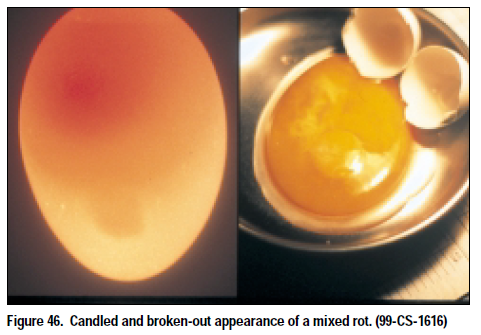 Figure 46. Candled and broken-out appearance of a mixed rot. (99-CS-1616)